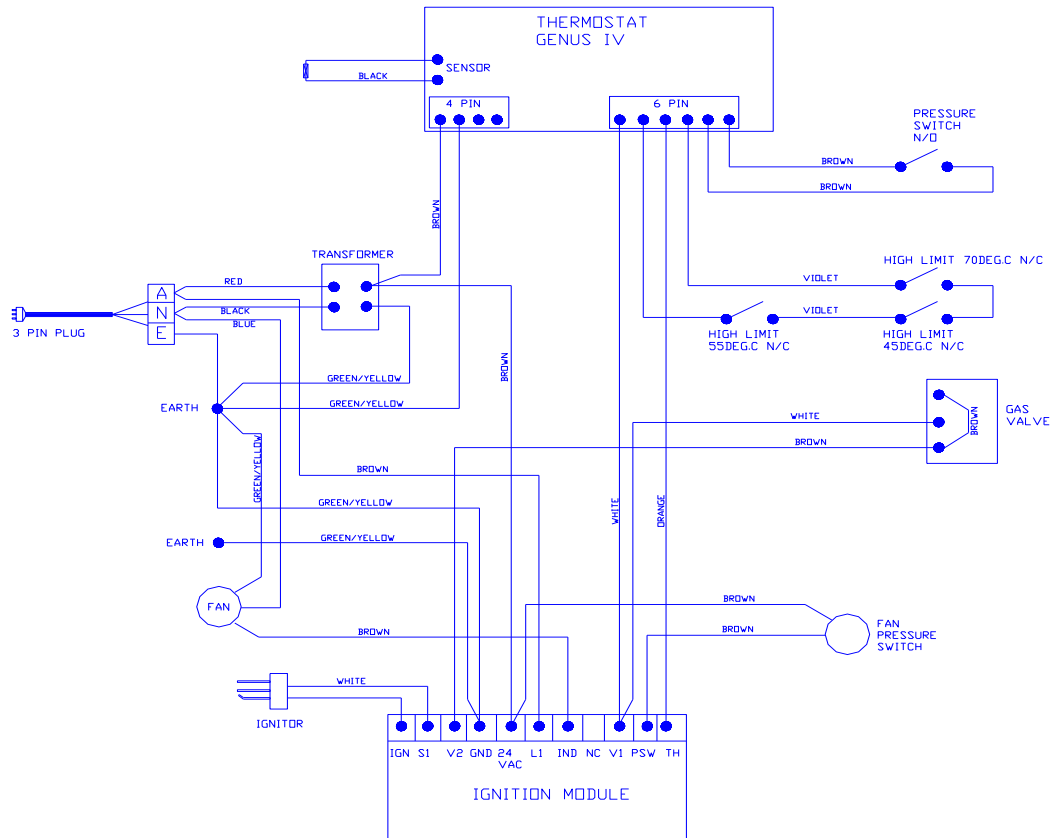 THERMOSTAT
GENUS IV
SENSOR
BLACK
4 PIN
6 PIN
PRESSURE
SWITCH
N/O
BROWN
BROWN
BROWN
TRANSFORMER
HIGH LIMIT 70DEG.C N/C
RED
VIOLET
A
N
E
BLACK
BLUE
VIOLET
3 PIN PLUG
HIGH LIMIT
55DEG.C N/C
HIGH LIMIT
45DEG.C N/C
BROWN
GREEN/YELLOW
EARTH
GREEN/YELLOW
WHITE
BROWN
GAS
VALVE
BROWN
GREEN/YELLOW
BROWN
GREEN/YELLOW
WHITE
ORANGE
EARTH
GREEN/YELLOW
FAN
BROWN
BROWN
BROWN
FAN
PRESSURE
SWITCH
WHITE
IGNITOR
IGN S1 V2 GND 24 L1 IND NC V1 PSW TH
VAC
IGNITION MODULE